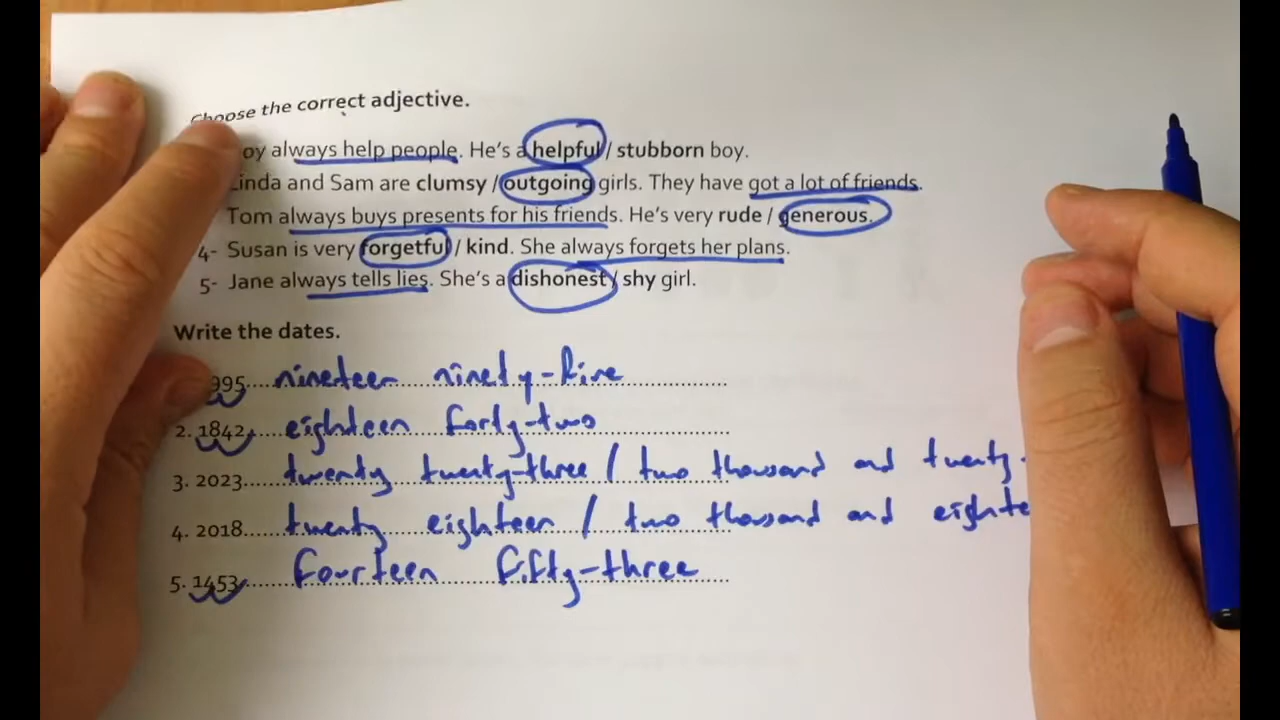 Choose the correct adjective.
oy always help people. He's a helpful / stubborn boy.
Linda and Sam are clumsy / outgoing girls. They have got a lot of friends.
Tom always buys presents for his friends. He's very rude / generous.
4- Susan is very forgetful / kind. She always forgets her plans.
5- Jane always tells lies. She's a dishonest / shy girl.
Write the dates.
995.... nineteen ninety-five
2. 1842.... eighteen forty-two
3. 2023.... twenty twenty-three / two thousand and twenty-
4. 2018.... twenty eighteen / two thousand and eighte
5. 1453.... fourteen fifty-three